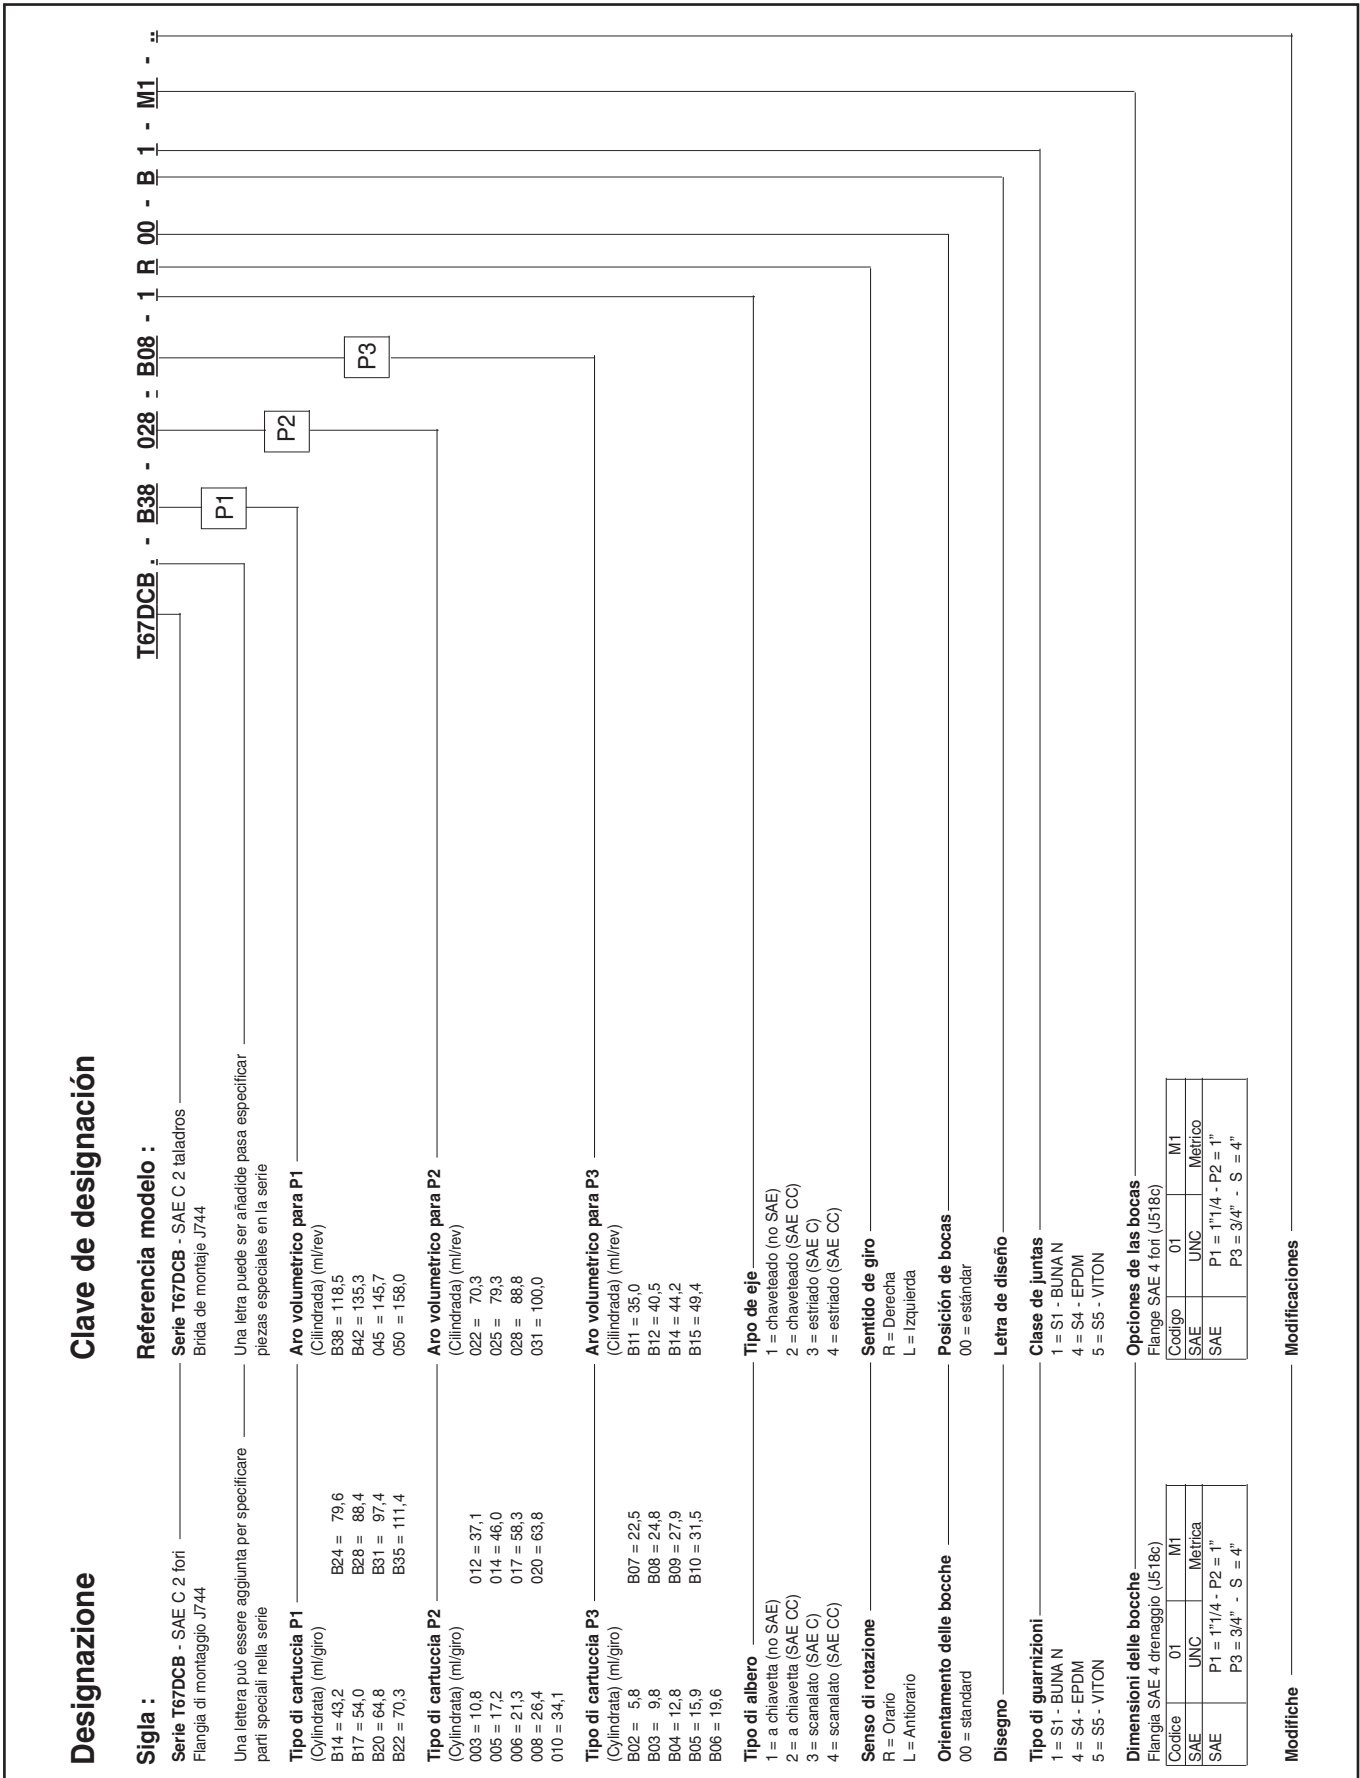 Designazione
Clave de designación
Sigla :
Referencia modelo :
T67DCB . - B38 - 028 - B08 - 1 R 00 - B 1 - M1 - ..
P1
P2
P3
Serie T67DCB - SAE C 2 fori
Flangia di montaggio J744
Serie T67DCB - SAE C 2 taladros
Brida de montaje J744
Una lettera può essere aggiunta per specificare
parti speciali nella serie
Una letra puede ser añadide pasa especificar
piezas especiales en la serie
Tipo di cartuccia P1
(Cylindrata) (ml/giro)
B14 = 43,2
B17 = 54,0
B20 = 64,8
B22 = 70,3
B24 = 79,6
B28 = 88,4
B31 = 97,4
B35 = 111,4
Aro volumetrico para P1
(Cilindrada) (ml/rev)
B38 = 118,5
B42 = 135,3
045 = 145,7
050 = 158,0
Tipo di cartuccia P2
(Cylindrata) (ml/giro)
003 = 10,8
005 = 17,2
006 = 21,3
008 = 26,4
010 = 34,1
012 = 37,1
014 = 46,0
017 = 58,3
020 = 63,8
Aro volumetrico para P2
(Cilindrada) (ml/rev)
022 = 70,3
025 = 79,3
028 = 88,8
031 = 100,0
Tipo di cartuccia P3
(Cylindrata) (ml/giro)
B02 = 5,8
B03 = 9,8
B04 = 12,8
B05 = 15,9
B06 = 19,6
B07 = 22,5
B08 = 24,8
B09 = 27,9
B10 = 31,5
Aro volumetrico para P3
(Cilindrada) (ml/rev)
B11 = 35,0
B12 = 40,5
B14 = 44,2
B15 = 49,4
Tipo di albero
1 = a chiavetta (no SAE)
2 = a chiavetta (SAE CC)
3 = scanalato (SAE C)
4 = scanalato (SAE CC)
Tipo de eje
1 = chaveteado (no SAE)
2 = chaveteado (SAE CC)
3 = estriado (SAE C)
4 = estriado (SAE CC)
Senso di rotazione
R = Orario
L = Antiorario
Sentido de giro
R = Derecha
L = Izquierda
Orientamento delle bocche
00 = standard
Posición de bocas
00 = estándar
Disegno
Letra de diseño
Tipo di guarnizioni
1 = S1 - BUNA N
4 = S4 - EPDM
5 = S5 - VITON
Clase de juntas
1 = S1 - BUNA N
4 = S4 - EPDM
5 = S5 - VITON
Dimensioni delle bocche
Flangia SAE 4 drenaggio (J518c)
Codice 01 M1
SAE UNC Metrica
SAE P1 = 1"1/4 - P2 = 1"
P3 = 3/4" - S = 4"
Opciones de las bocas
Flange SAE 4 fori (J518c)
Codigo 01 M1
SAE UNC Metrico
SAE P1 = 1"1/4 - P2 = 1"
P3 = 3/4" - S = 4"
Modifiche
Modificaciones